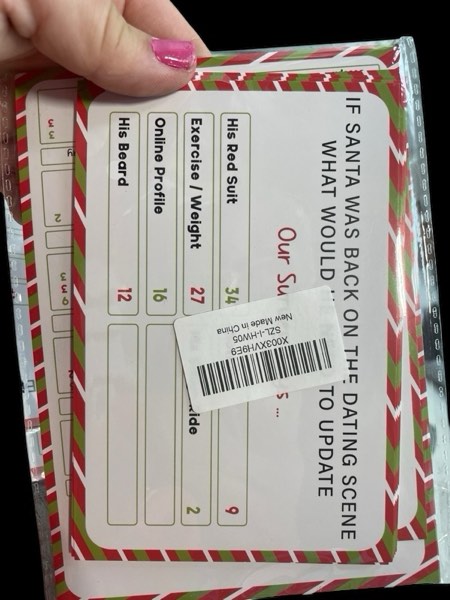 IF SANTA WAS BACK ON THE DATING SCENE
WHAT WOULD TO UPDATE
Our Su s ...
His Red Suit 34
9
Exercise / Weight 27
ide 2
Online Profile 16
His Beard 12
X003XVH9E9
SZL-I-HW05
New Made in China